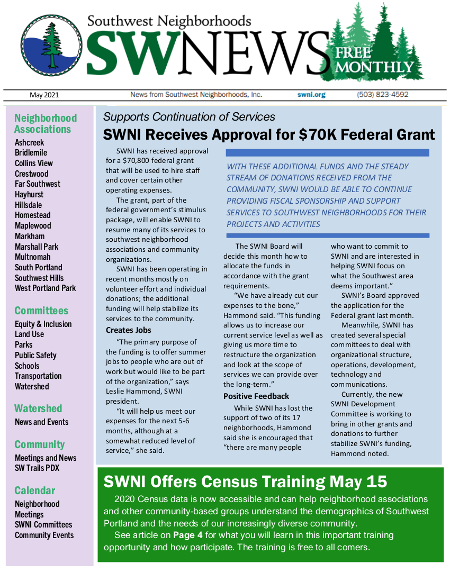 Southwest Neighborhoods
SWNEWS
FREE
MONTHLY
May 2021
News from Southwest Neighborhoods, Inc.
swni.org
(503) 823-4592
Neighborhood
Associations
Ashcreek
Bridlemile
Collins View
Crestwood
Far Southwest
Hayhurst
Hillsdale
Homestead
Maplewood
Markham
Marshall Park
Multnomah
South Portland
Southwest Hills
West Portland Park
Committees
Equity & Inclusion
Land Use
Parks
Public Safety
Schools
Transportation
Watershed
Watershed
News and Events
Community
Meetings and News
SW Trails PDX
Calendar
Neighborhood
Meetings
SWNI Committees
Community Events
Supports Continuation of Services
SWNI Receives Approval for $70K Federal Grant
SWNI has received approval
for a $70,800 federal grant
that will be used to hire staff
and cover certain other
operating expenses.
The grant, part of the
federal government's stimulus
package, will enable SWNI to
resume many of its services to
southwest neighborhood
associations and community
organizations.
SWNI has been operating in
recent months mostly on
volunteer effort and individual
donations; the additional
funding will help stabilize its
services to the community.
Creates Jobs
"The primary purpose of
the funding is to offer summer
jobs to people who are out of
work but would like to be part
of the organization," says
Leslie Hammond, SWNI
president.
"It will help us meet our
expenses for the next 5-6
months, although at a
somewhat reduced level of
service," she said.
WITH THESE ADDITIONAL FUNDS AND THE STEADY
STREAM OF DONATIONS RECEIVED FROM THE
COMMUNITY, SWNI WOULD BE ABLE TO CONTINUE
PROVIDING FISCAL SPONSORSHIP AND SUPPORT
SERVICES TO SOUTHWEST NEIGHBORHOODS FOR THEIR
PROJECTS AND ACTIVITIES
The SWNI Board will
decide this month how to
allocate the funds in
accordance with the grant
requirements.
"We have already cut our
expenses to the bone,"
Hammond said. "This funding
allows us to increase our
current service level as well as
giving us more time to
restructure the organization
and look at the scope of
services we can provide over
the long-term."
Positive Feedback
While SWNI has lost the
support of two of its 17
neighborhoods, Hammond
said she is encouraged that
"there are many people
who want to commit to
SWNI and are interested in
helping SWNI focus on
what the Southwest area
deems important."
SWNI's Board approved
the application for the
Federal grant last month.
Meanwhile, SWNI has
created several special
committees to deal with
organizational structure,
operations, development,
technology and
communications.
Currently, the new
SWNI Development
Committee is working to
bring in other grants and
donations to further
stabilize SWNI's funding,
Hammond noted.
SWNI Offers Census Training May 15
2020 Census data is now accessible and can help neighborhood associations
and other community-based groups understand the demographics of Southwest
Portland and the needs of our increasingly diverse community.
See article on Page 4 for what you will learn in this important training
opportunity and how participate. The training is free to all comers.